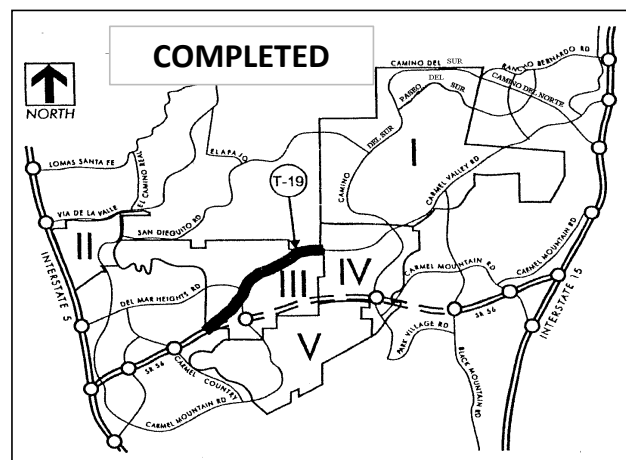 COMPLETED
NORTH
CAMINO DEL SUR
RANCHO BERNARDO RD
PASEO DEL SUR
CAMINO DEL NORTE
LOMAS SANTA FE
EL CAMINO REAL
EL APAJO
DEL SUR
CAMINO
I
CARMEL VALLEY RD
T-19
VIA DE LA VALLE
SAN DIEGUITO RD
II
INTERSTATE 5
III
IV
CARMEL MOUNTAIN RD
CARMEL MOUNTAIN RD
DEL MAR HEIGHTS RD
V
PARK VILLAGE RD
SR 56
INTERSTATE 15
SR 56
CARMEL COUNTRY
BLACK MOUNTAIN RD
CARMEL MOUNTAIN RD